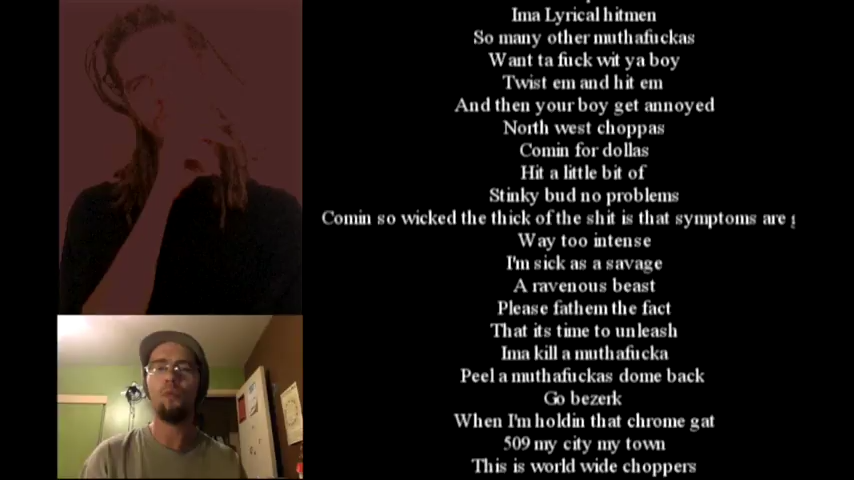 Ima Lyrical hitmen
So many other muthafuckas
Want ta fuck wit ya boy
Twist em and hit em
And then your boy get annoyed
North west choppas
Comin for dollas
Hit a little bit of
Stinky bud no problems
Comin so wicked the thick of the shit is that symptoms are
Way too intense
I'm sick as a savage
A ravenous beast
Please fathem the fact
That its time to unleash
Ima kill a muthafucka
Peel a muthafuckas dome back
Go bezerk
When I'm holdin that chrome gat
509 my city my town
This is world wide choppers